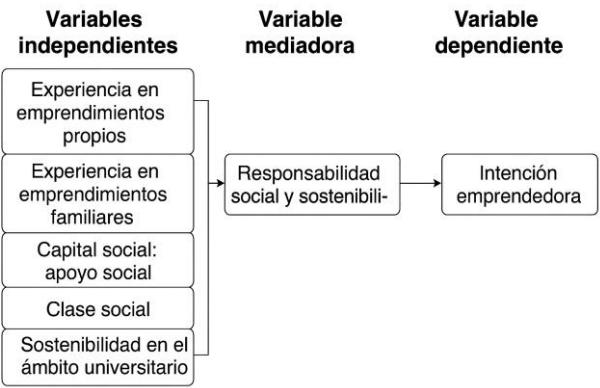 Variables
independientes
Variable
mediadora
Variable
dependiente
Experiencia en
emprendimientos
propios
Experiencia en
emprendimientos
familiares
Capital social:
apoyo social
Clase social
Sostenibilidad en el
ámbito universitario
Responsabilidad
social y sostenibili-
Intención
emprendedora